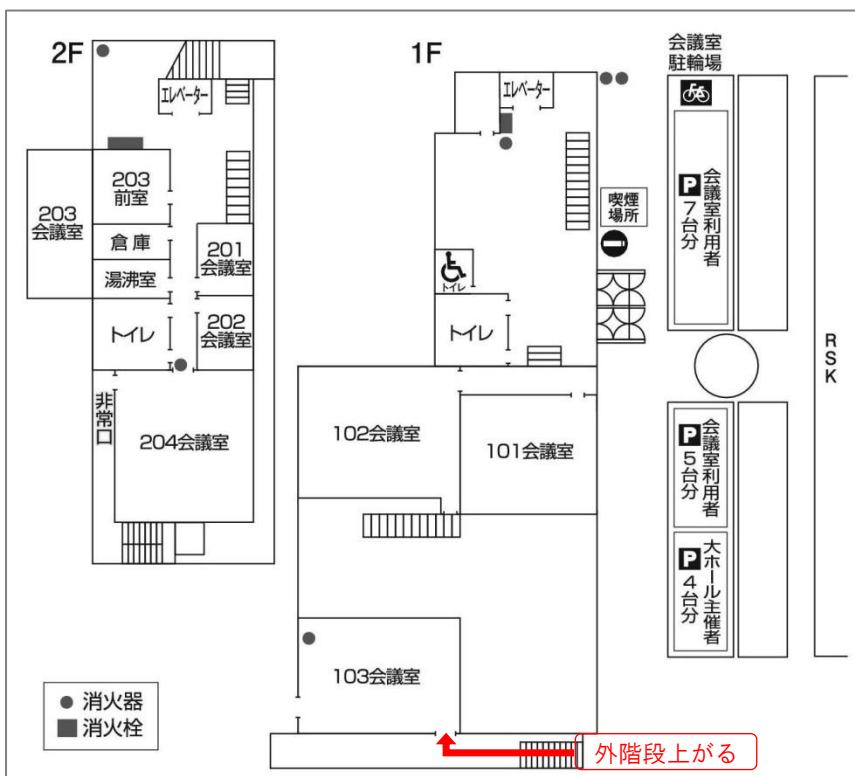 2F
エレベーター
203
前室
203
会議室
倉庫
湯沸室
201
会議室
トイレ
202
会議室
非常口
204会議室
1F
エレベーター
喫煙
場所
トイレ
トイレ
102会議室
101会議室
103会議室
会議室
駐輪場
P
会議室利用者
7台分
P
会議室利用者
5台分
P
大ホール主催者
4台分
RSK
消火器
消火栓
外階段上がる